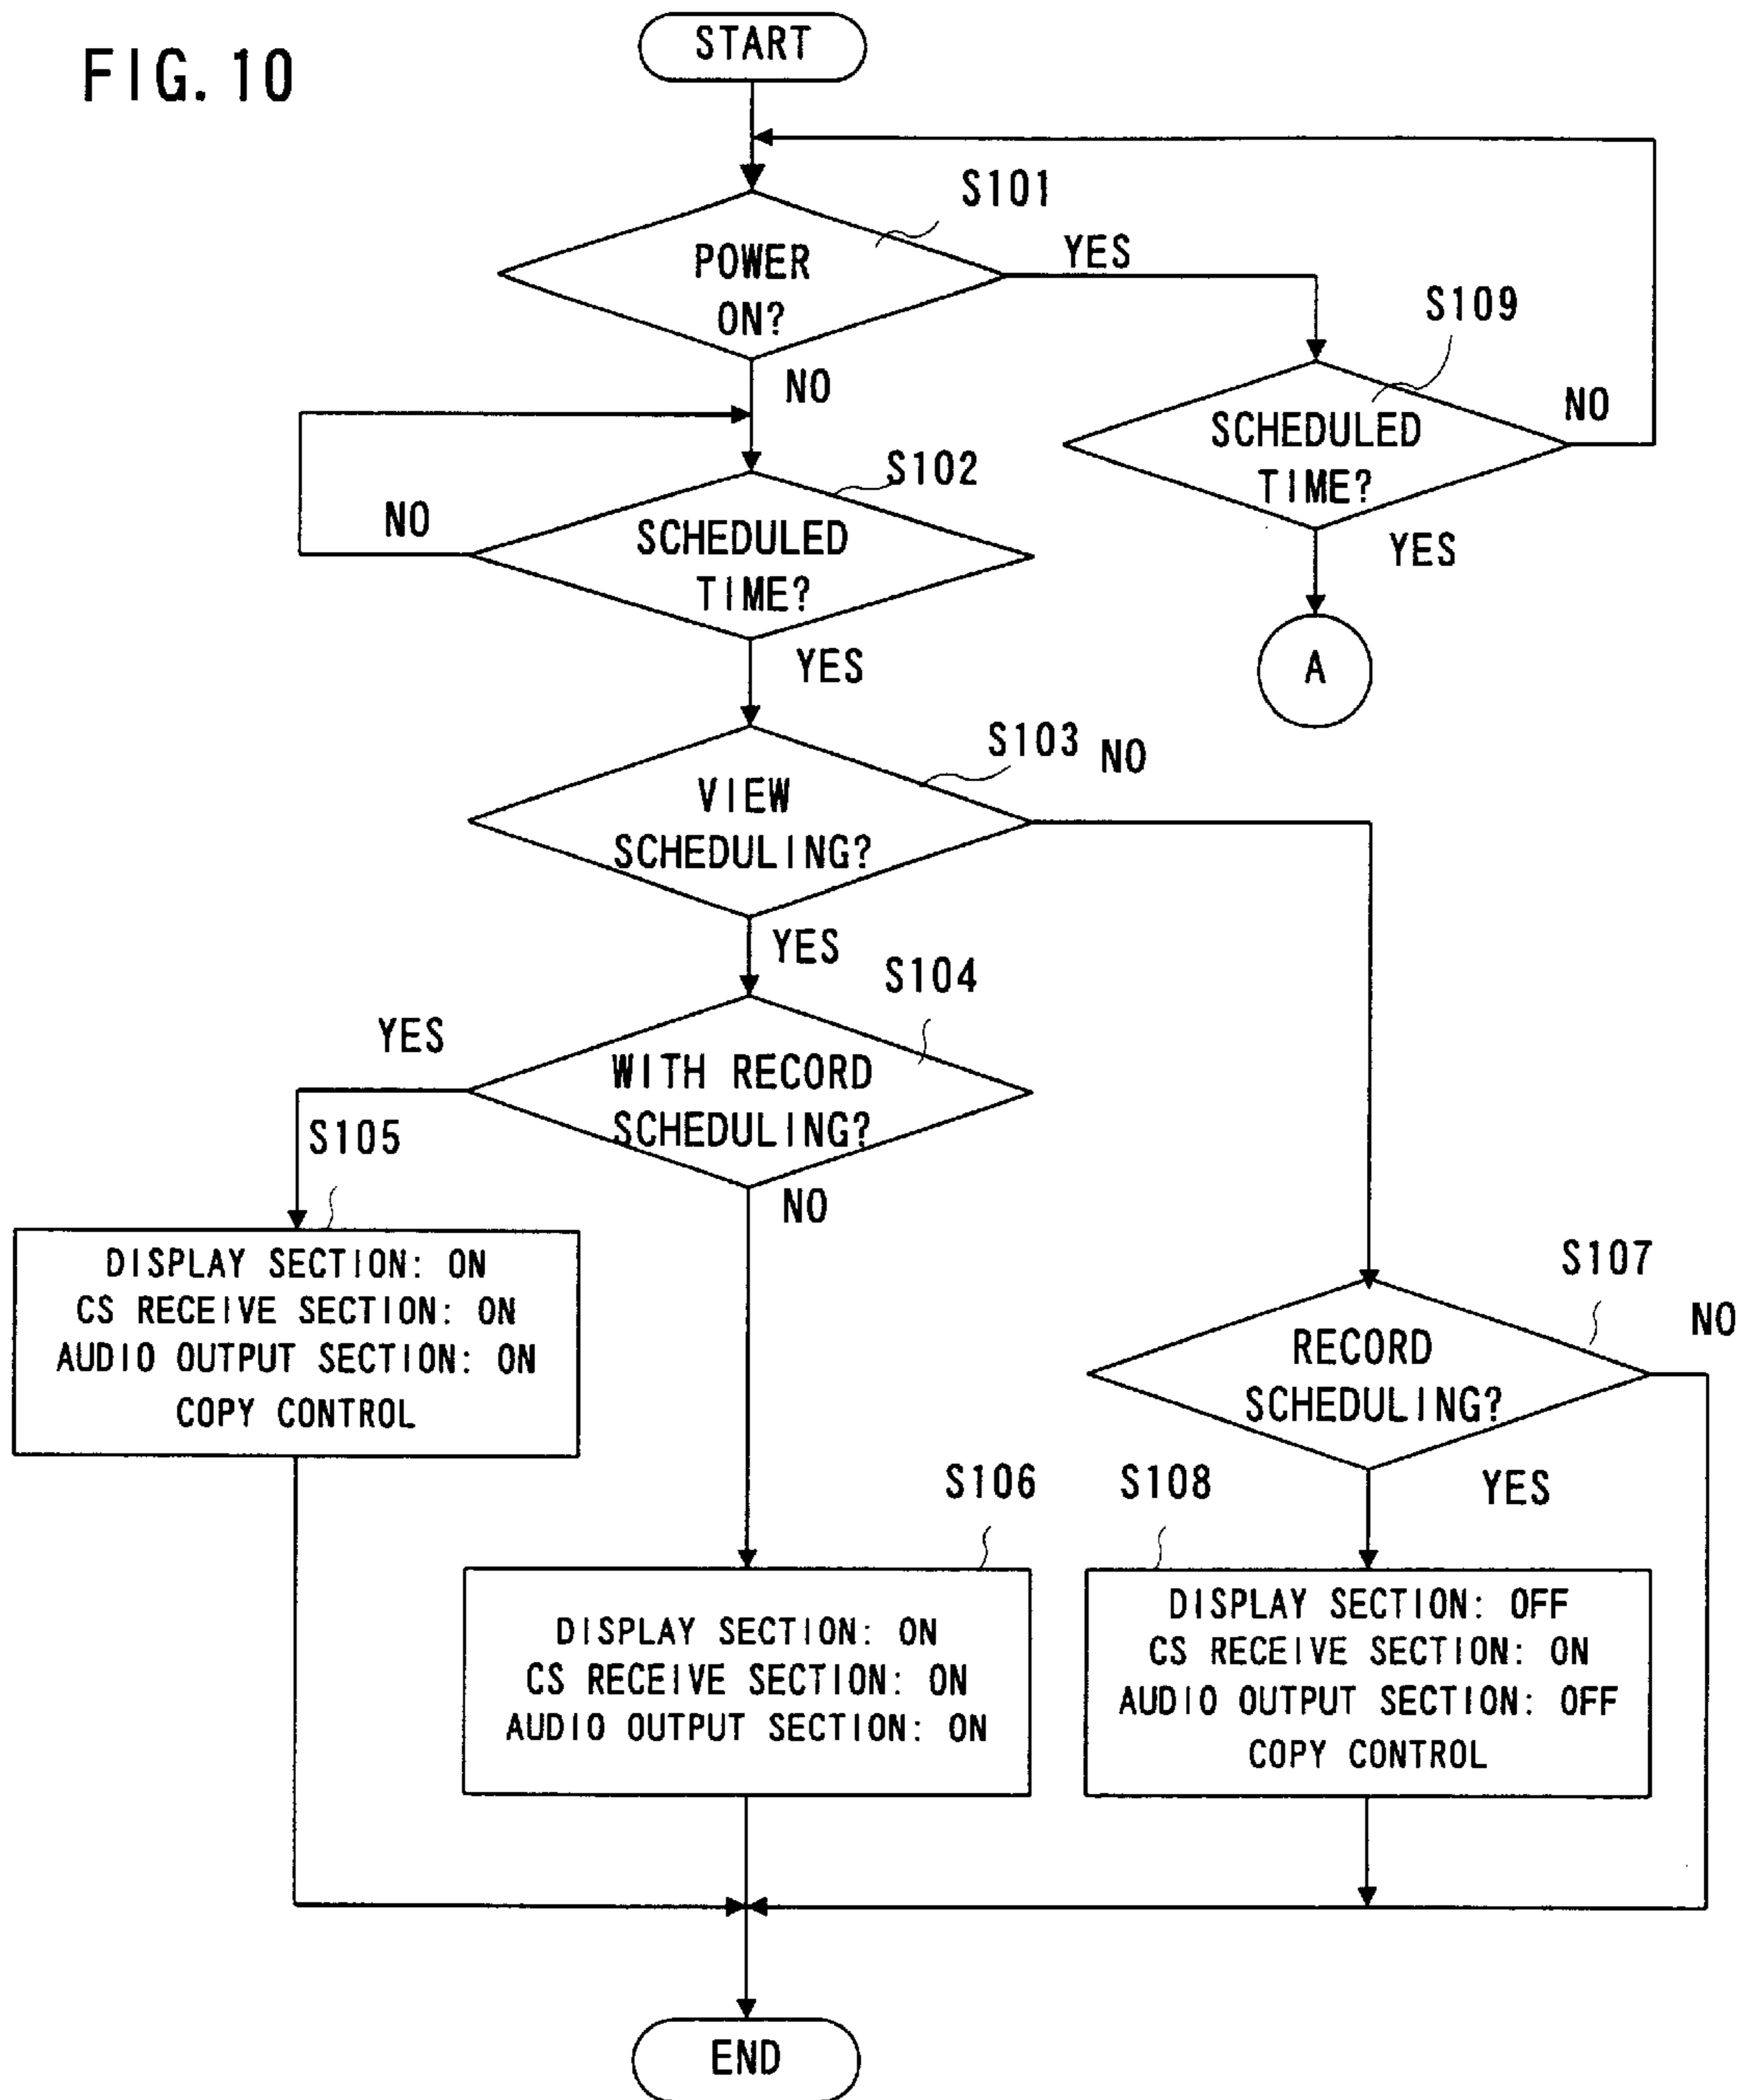 FIG. 10
START
S101
POWER
ON?
YES
NO
S109
SCHEDULED
TIME?
NO
YES
A
S102
SCHEDULED
TIME?
NO
YES
S103
VIEW
SCHEDULING?
NO
YES
S104
WITH RECORD
SCHEDULING?
YES
NO
S105
DISPLAY SECTION: ON
CS RECEIVE SECTION: ON
AUDIO OUTPUT SECTION: ON
COPY CONTROL
S107
RECORD
SCHEDULING?
NO
YES
S106
DISPLAY SECTION: ON
CS RECEIVE SECTION: ON
AUDIO OUTPUT SECTION: ON
S108
DISPLAY SECTION: OFF
CS RECEIVE SECTION: ON
AUDIO OUTPUT SECTION: OFF
COPY CONTROL
END